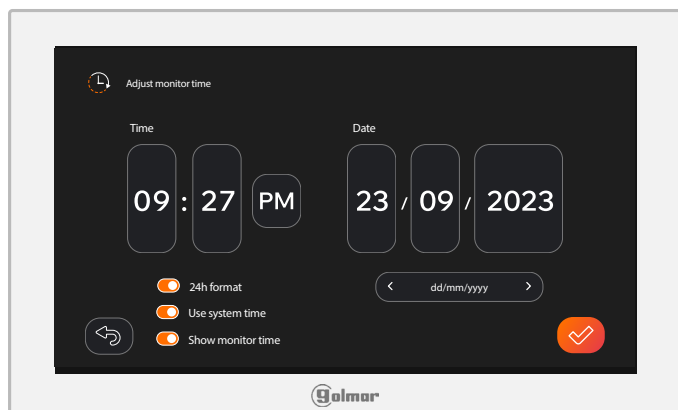 Adjust monitor time
Time
Date
09 : 27 PM
23 / 09 / 2023
24h format
< dd/mm/yyyy >
Use system time
Show monitor time
golmar